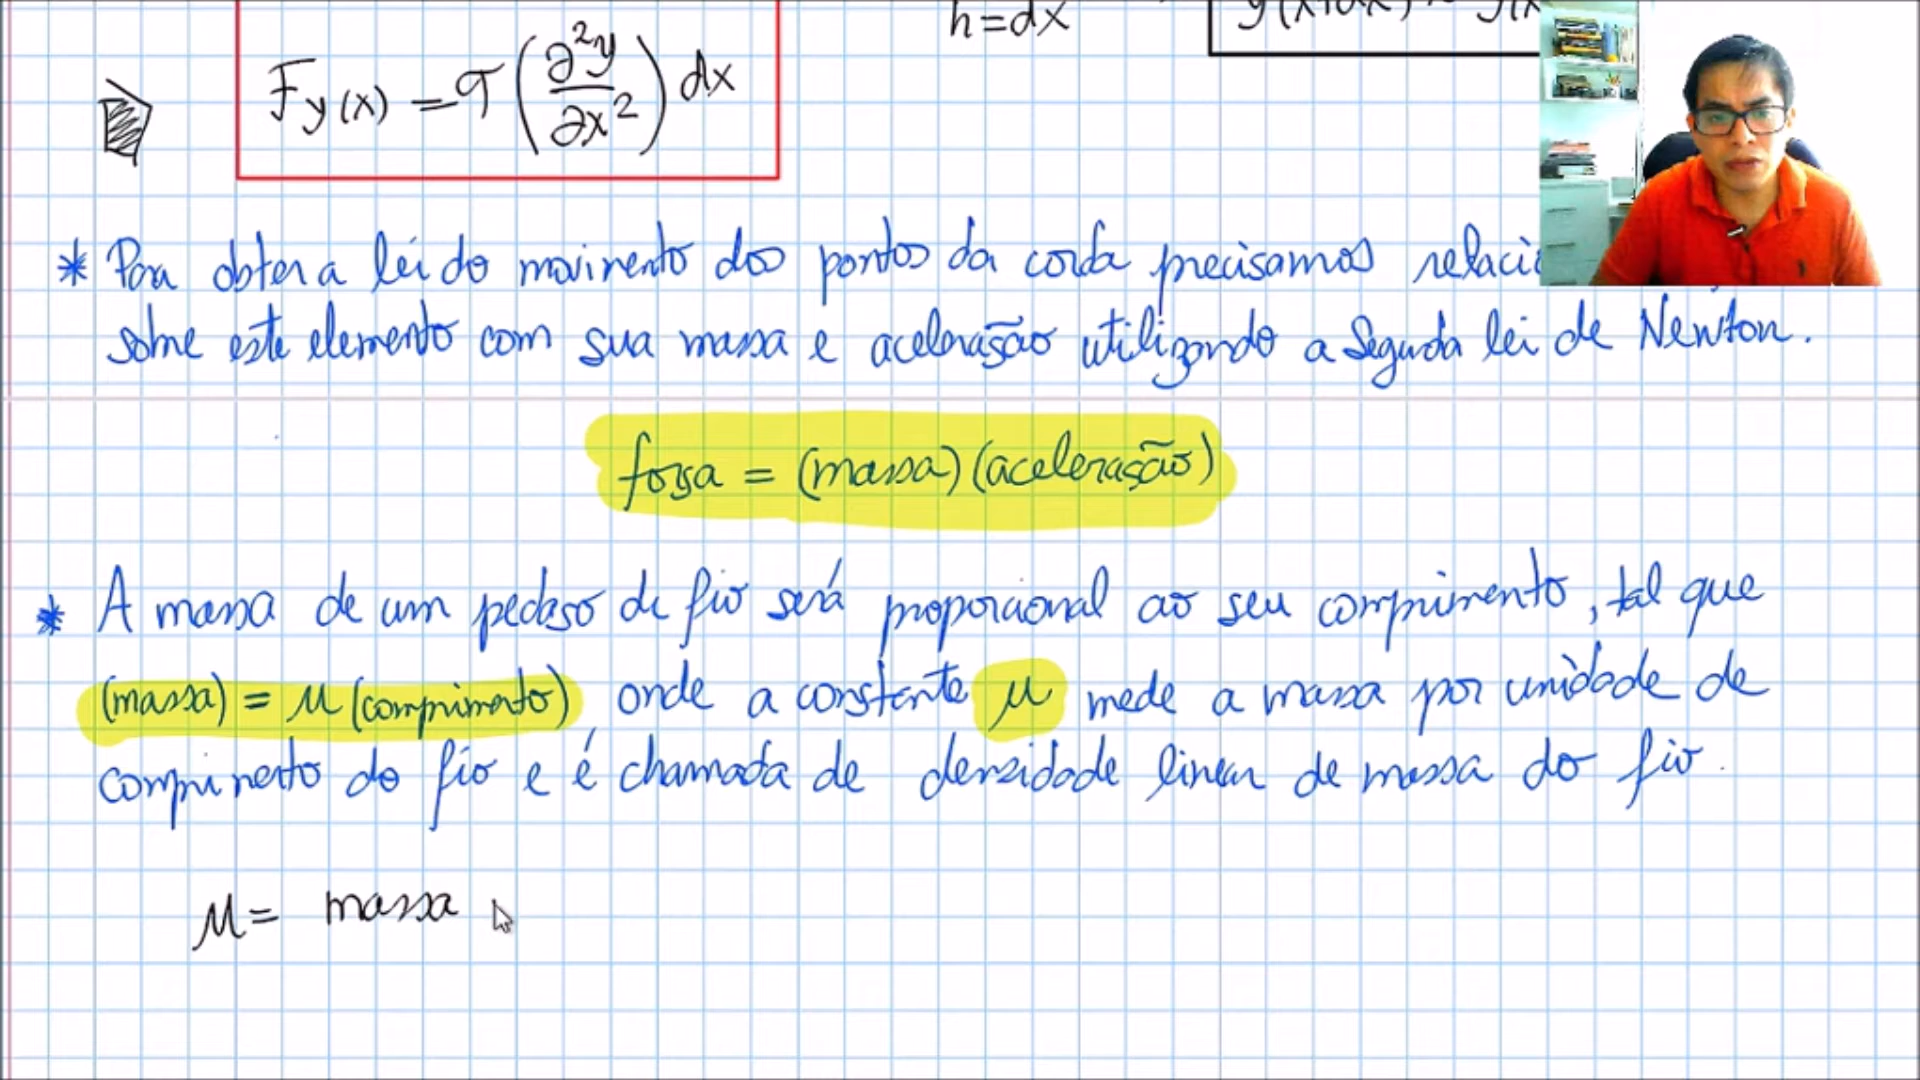 h=dx
Fy(x) = T (∂²y/∂x²) dx
* Para obter a lei do movimento dos pontos da corda precisamos relaci
sobre este elemento com sua massa e aceleração utilizando a Segunda lei de Newton.
força = (massa)(aceleração)
* A massa de um pedaço de fio será proporcional ao seu comprimento, tal que
(massa) = μ (comprimento), onde a constante μ mede a massa por unidade de
comprimento do fio e é chamada de densidade linear de massa do fio.
μ = massa